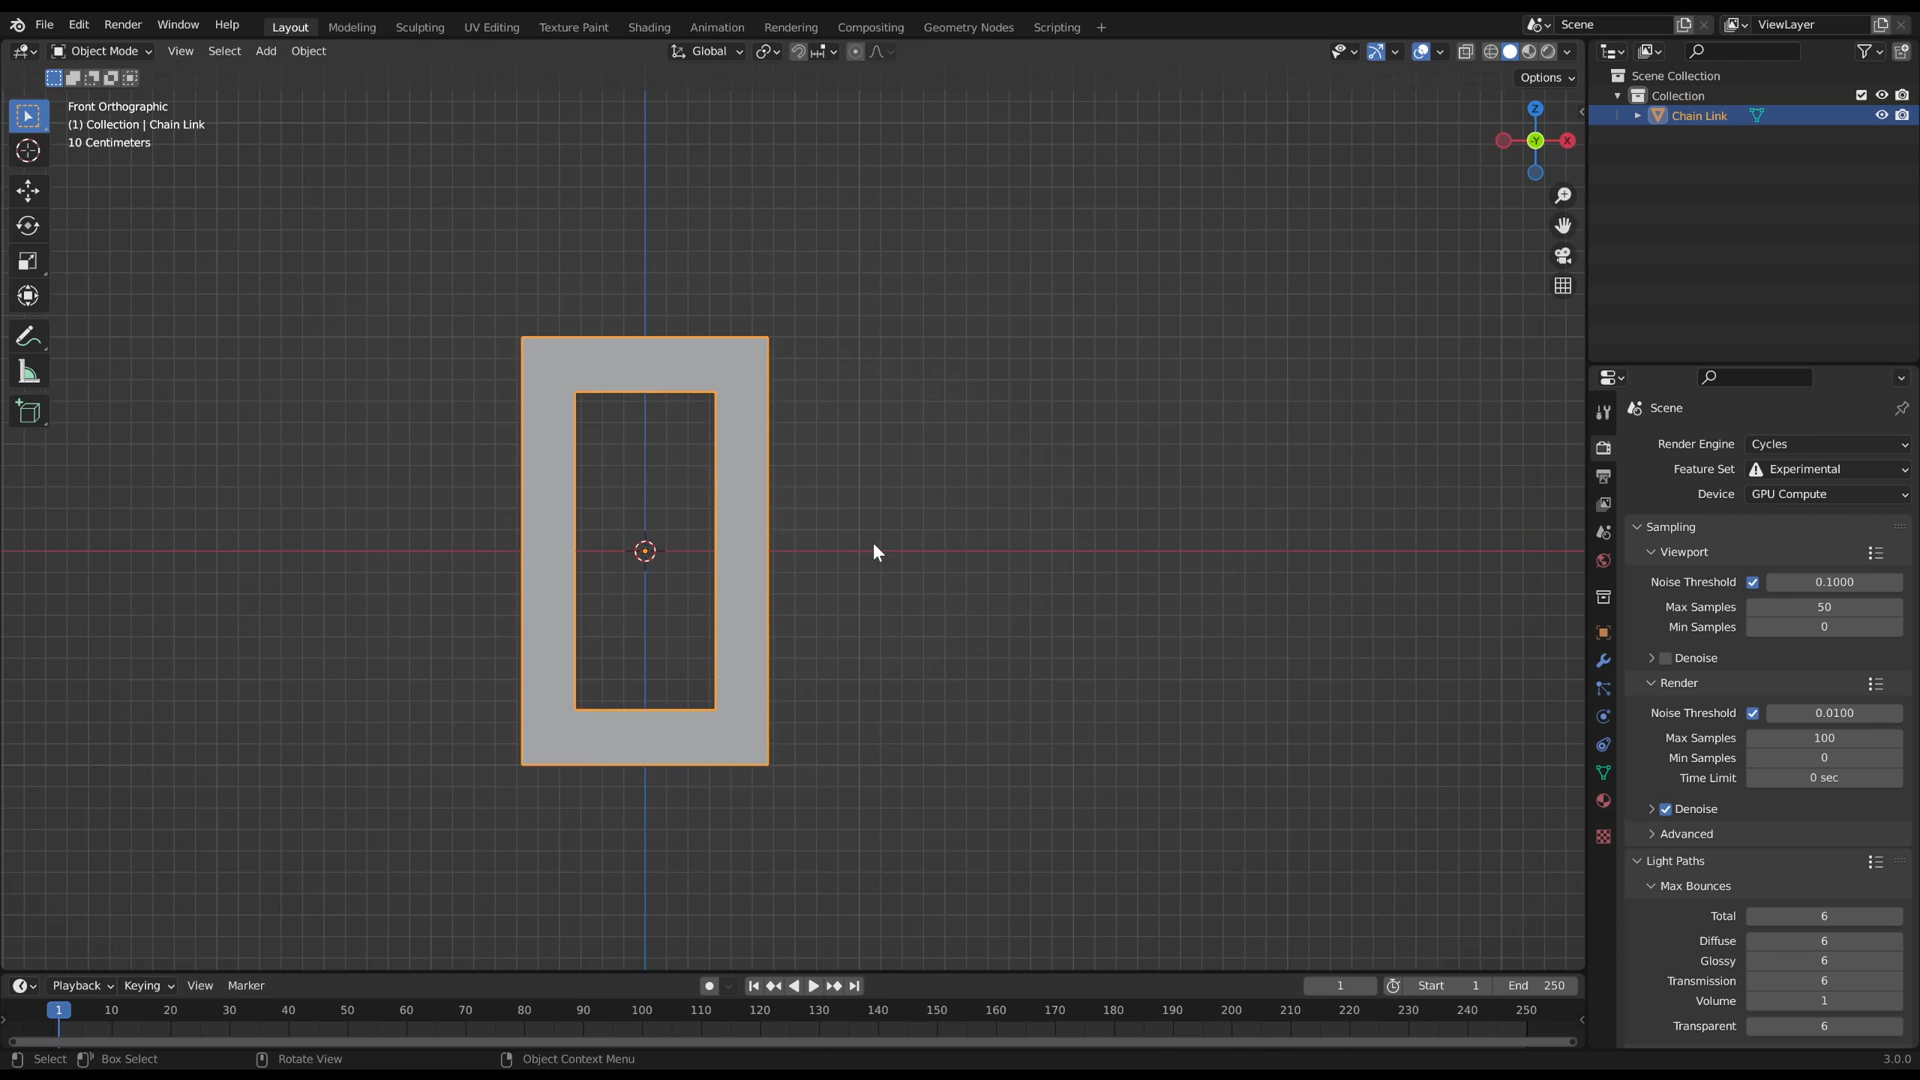 File Edit Render Window Help
Layout Modeling Sculpting UV Editing Texture Paint Shading Animation Rendering Compositing Geometry Nodes Scripting +
Scene
ViewLayer
Object Mode View Select Add Object
Global
Options
Front Orthographic
(1) Collection | Chain Link
10 Centimeters
Z
-Y
X
Scene Collection
Collection
Chain Link
Scene
Render Engine Cycles
Feature Set Experimental
Device GPU Compute
Sampling
Viewport
Noise Threshold 0.1000
Max Samples 50
Min Samples 0
Denoise
Render
Noise Threshold 0.0100
Max Samples 100
Min Samples 0
Time Limit 0 sec
Denoise
Advanced
Light Paths
Max Bounces
Total 6
Diffuse 6
Glossy 6
Transmission 6
Volume 1
Transparent 6
Playback Keying View Marker
1 Start 1 End 250
1 10 20 30 40 50 60 70 80 90 100 110 120 130 140 150 160 170 180 190 200 210 220 230 240 250
Select Box Select Rotate View Object Context Menu
3.0.0